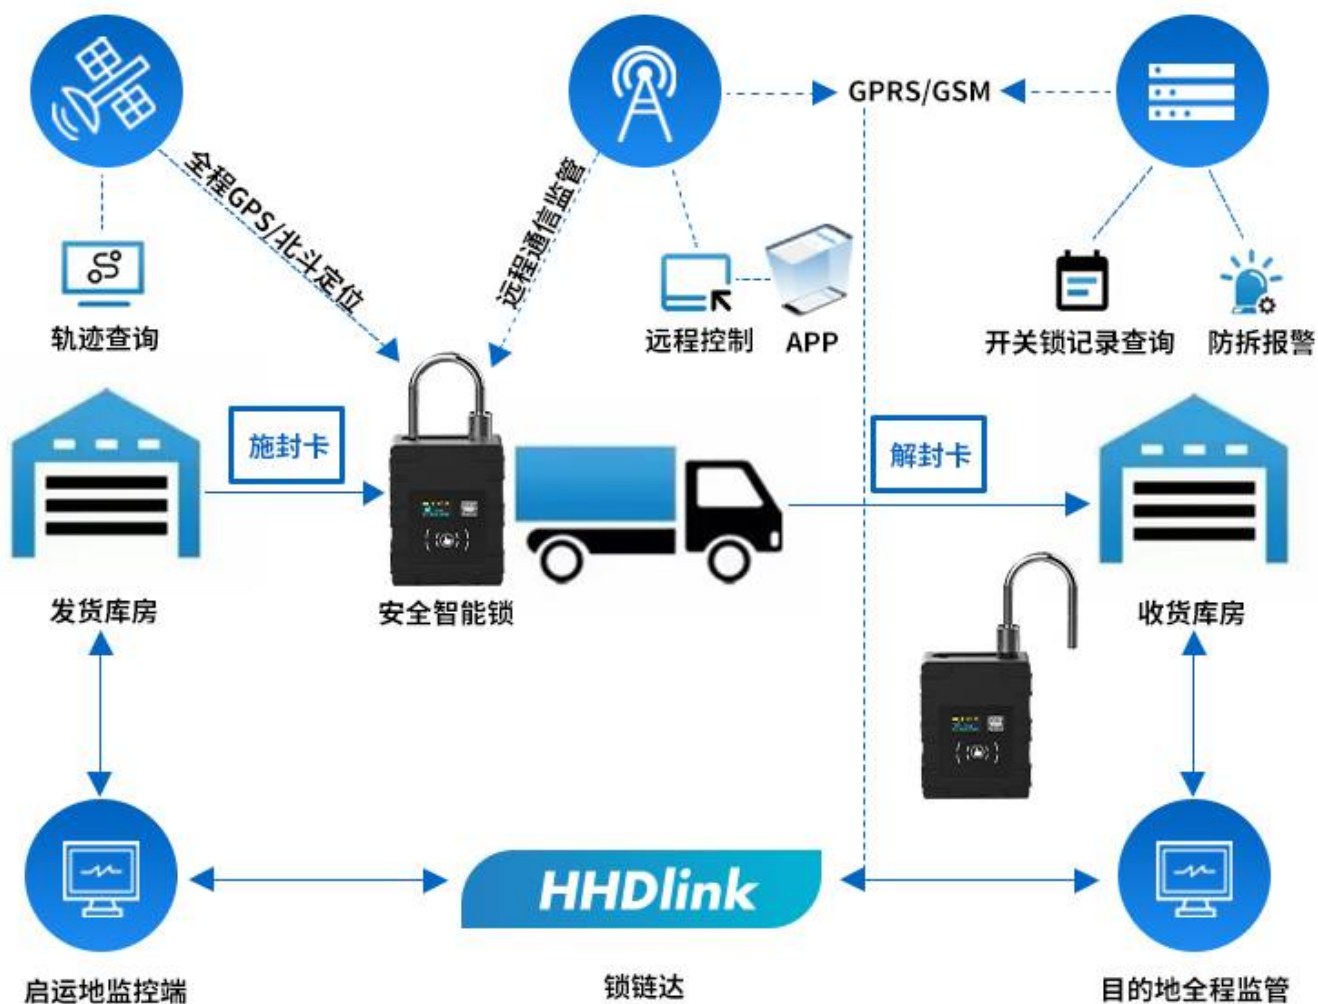 GPRS/GSM
全程GPS/北斗定位
远程通信监管
轨迹查询
远程控制
APP
开关锁记录查询
防拆报警
施封卡
解封卡
发货库房
安全智能锁
收货库房
HHDlink
启运地监控端
锁链达
目的地全程监管